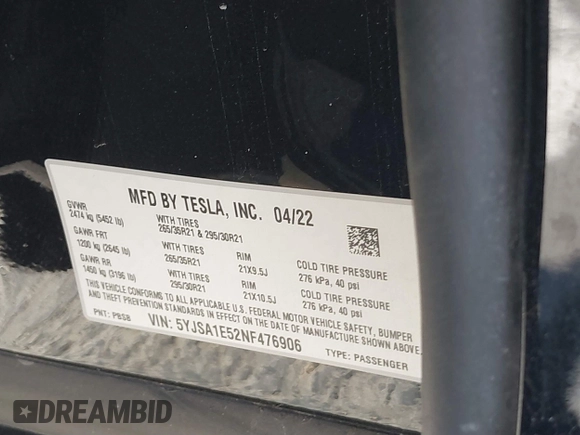 MFD BY TESLA, INC. 04/22
GVWR
2474 kg (5452 lb)
WITH TIRES
265/35R21 & 295/30R21
GAWR FRT
1200 kg (2645 lb)
WITH TIRES
265/35R21
RIM
21X9.5J
COLD TIRE PRESSURE
276 kPa, 40 psi
GAWR RR
1450 kg (3196 lb)
WITH TIRES
295/30R21
RIM
21X10.5J
COLD TIRE PRESSURE
276 kPa, 40 psi
THIS VEHICLE CONFORMS TO ALL APPLICABLE U.S. FEDERAL MOTOR VEHICLE SAFETY, BUMPER
AND THEFT PREVENTION STANDARDS IN EFFECT ON THE DATE OF MANUFACTURE SHOWN ABOVE.
PNT: PBSB
VIN: 5YJSA1E52NF476906
TYPE: PASSENGER
DREAMBID